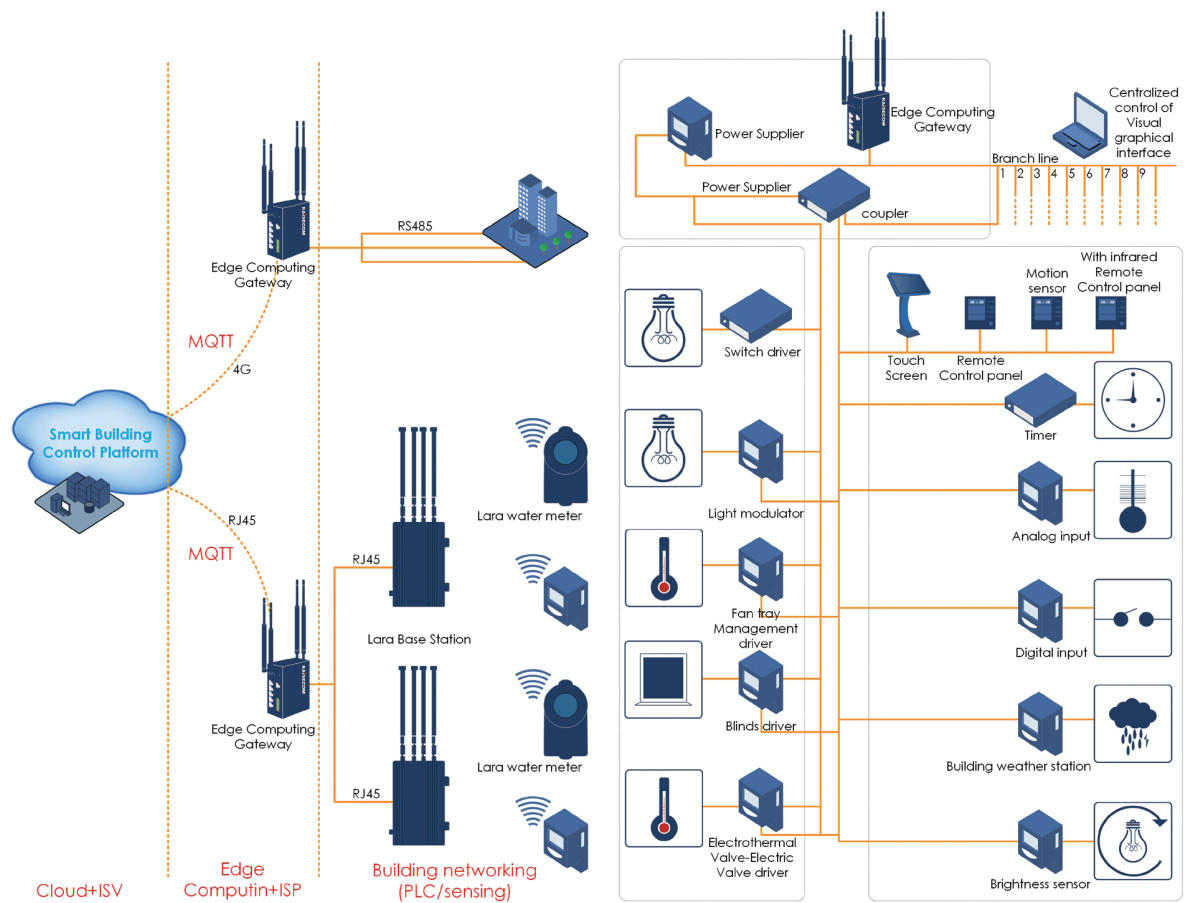 RAISECOM
Edge Computing
Gateway
RS485
MQTT
4G
Smart Building
Control Platform
RJ45
MQTT
RAISECOM
Edge Computing
Gateway
RJ45
Lara water meter
Lara Base Station
RJ45
Lara water meter
Cloud+ISV
Edge
Computin+ISP
Building networking
(PLC/sensing)
Power Supplier
RAISECOM
Edge Computing
Gateway
Centralized
control of
Visual
graphical
interface
Branch line
1 2 3 4 5 6 7 8 9
Power Supplier
coupler
Switch driver
Light modulator
Fan tray
Management
driver
Blinds driver
Electrothermal
Valve-Electric
Valve driver
Touch
Screen
Remote
Control panel
Motion
sensor
With infrared
Remote
Control panel
Timer
Analog input
Digital input
Building weather station
Brightness sensor